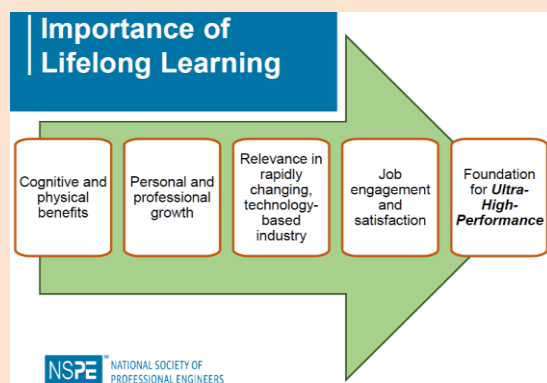 Importance of
Lifelong Learning
Cognitive and
physical
benefits
Personal and
professional
growth
Relevance in
rapidly
changing,
technology-
based
industry
Job
engagement
and
satisfaction
Foundation
for Ultra-
High-
Performance
NSPE™ NATIONAL SOCIETY OF
PROFESSIONAL ENGINEERS